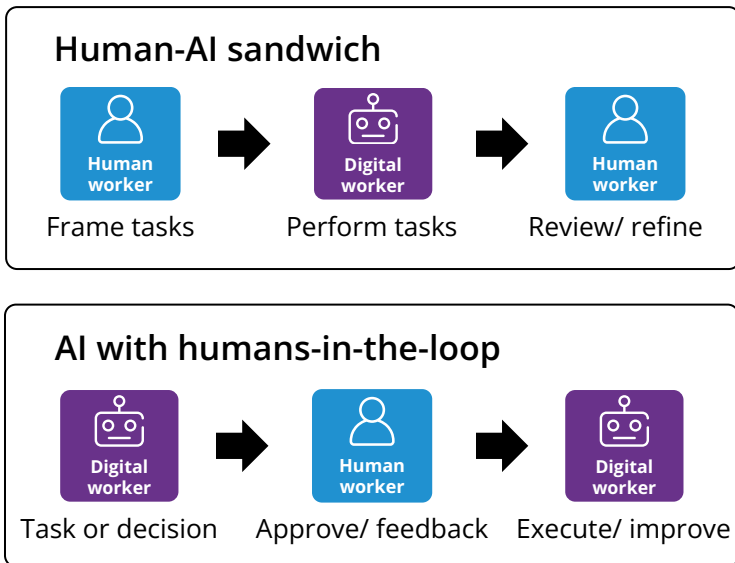 Human-AI sandwich
Human
worker
Digital
worker
Human
worker
Frame tasks
Perform tasks
Review/ refine
AI with humans-in-the-loop
Digital
worker
Human
worker
Digital
worker
Task or decision
Approve/ feedback
Execute/ improve